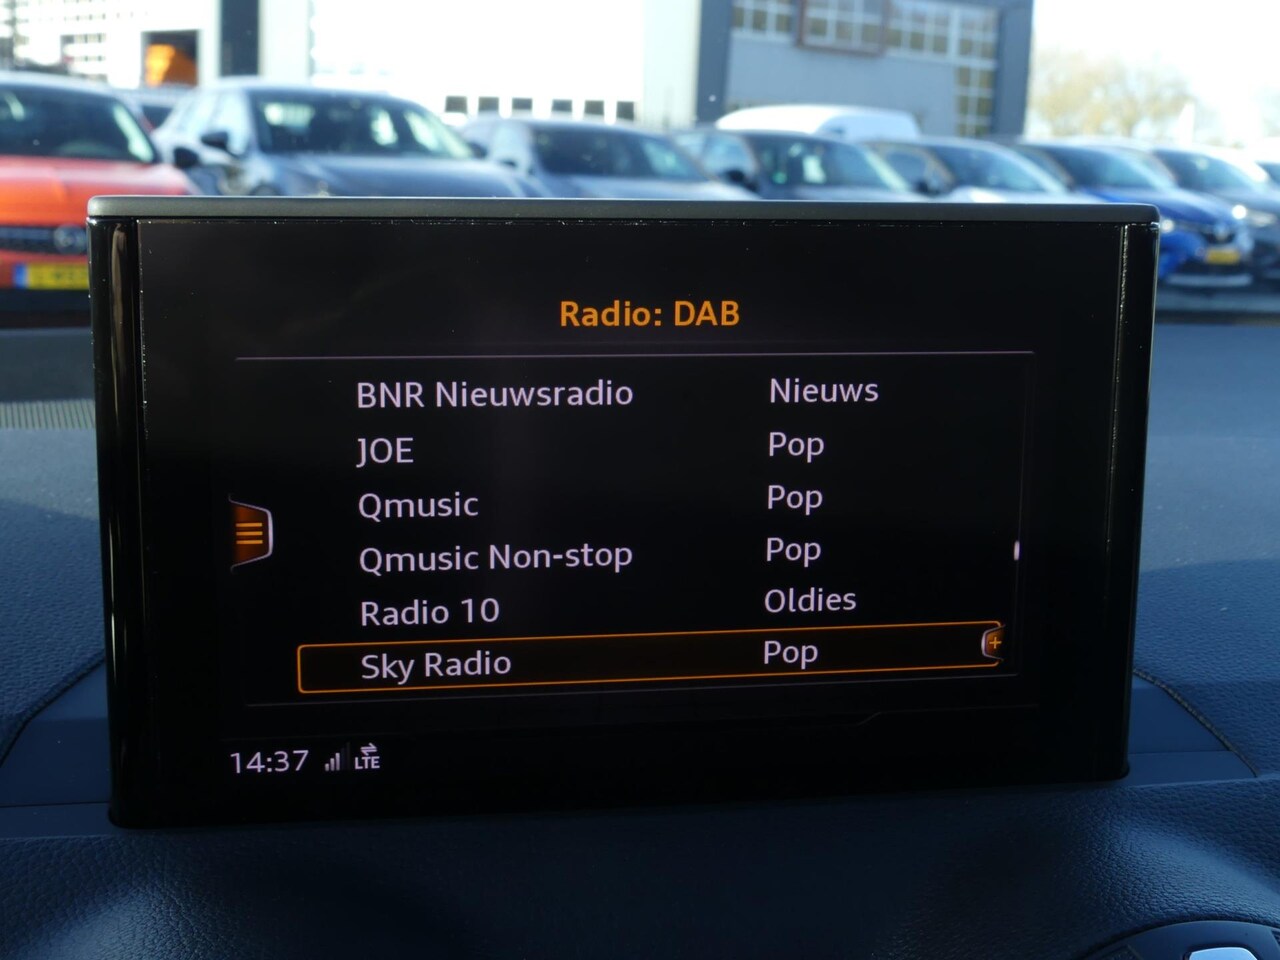 Radio: DAB
BNR Nieuwsradio Nieuws
JOE Pop
Qmusic Pop
Qmusic Non-stop Pop
Radio 10 Oldies
Sky Radio Pop
14:37 LTE